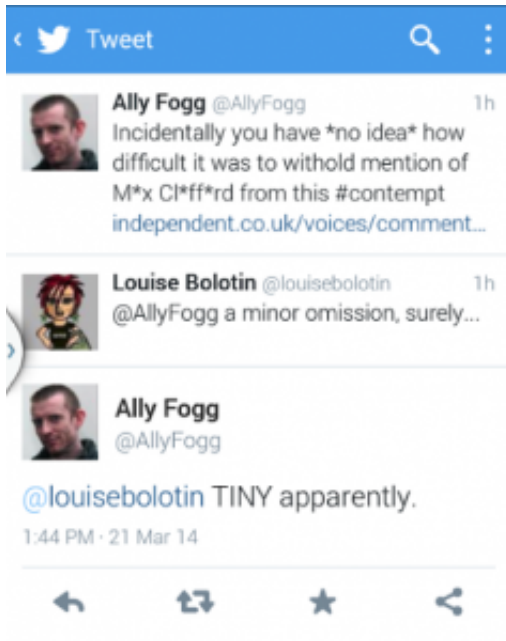 Tweet
Ally Fogg @AllyFogg 1h
Incidentally you have *no idea* how
difficult it was to withold mention of
M*x Cl*ff*rd from this #contempt
independent.co.uk/voices/comment...
Louise Bolotin @louisebolotin 1h
@AllyFogg a minor omission, surely...
Ally Fogg
@AllyFogg
@louisebolotin TINY apparently.
1:44 PM · 21 Mar 14